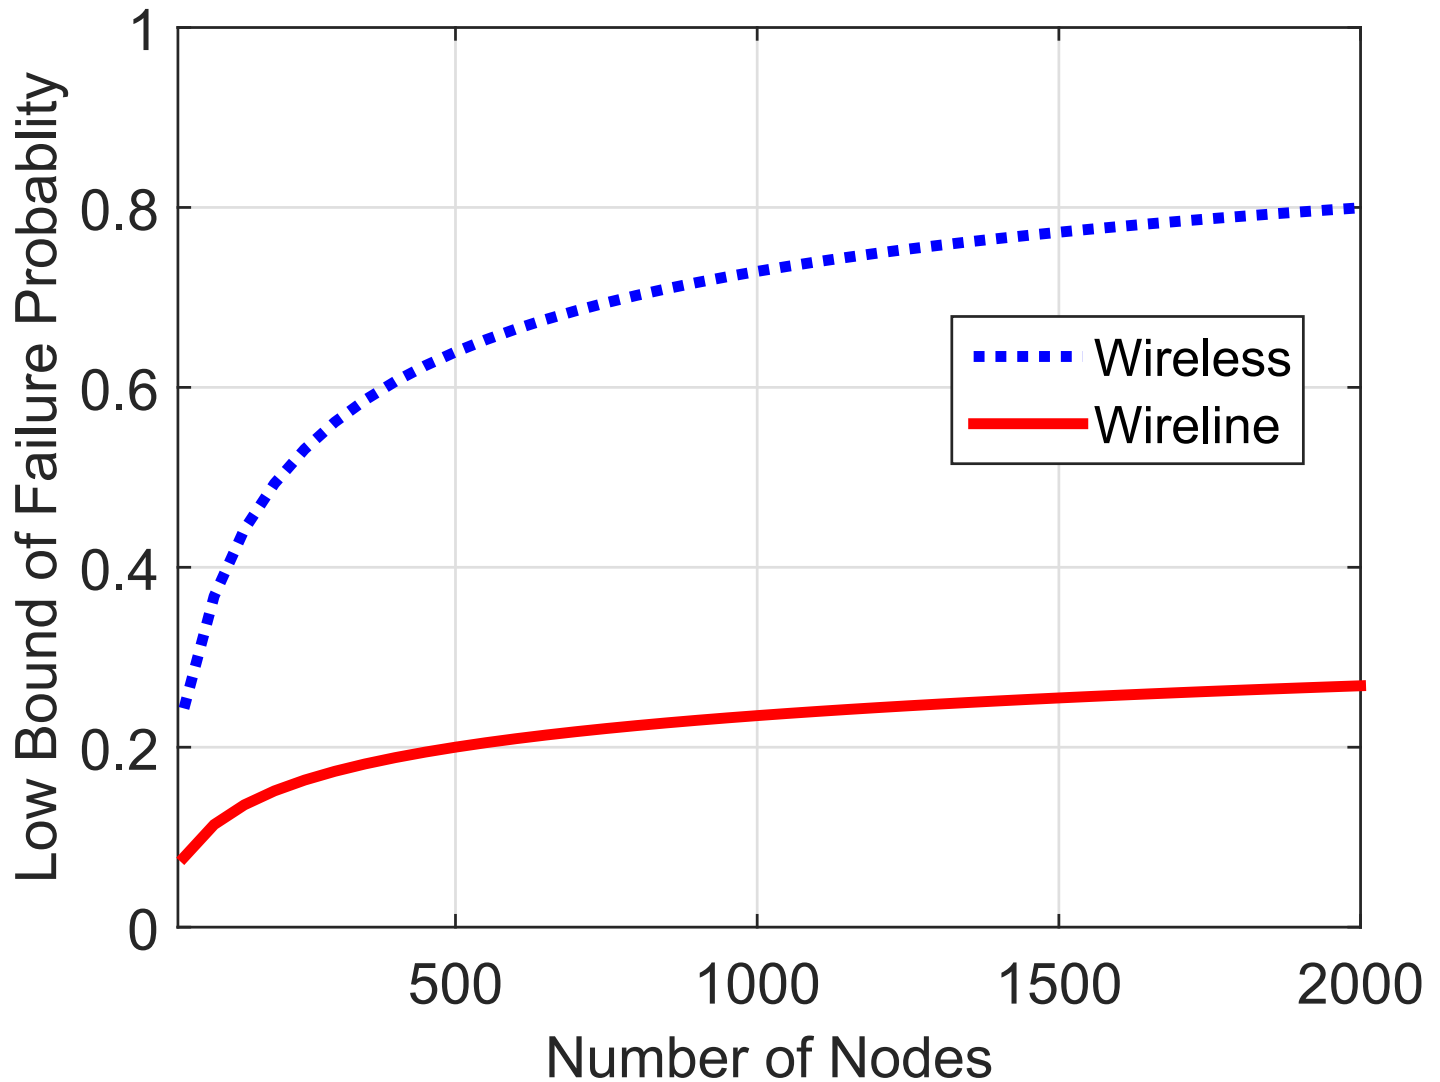 1
0.8
0.6
0.4
0.2
0
Low Bound of Failure Probablity
Wireless
Wireline
500 1000 1500 2000
Number of Nodes